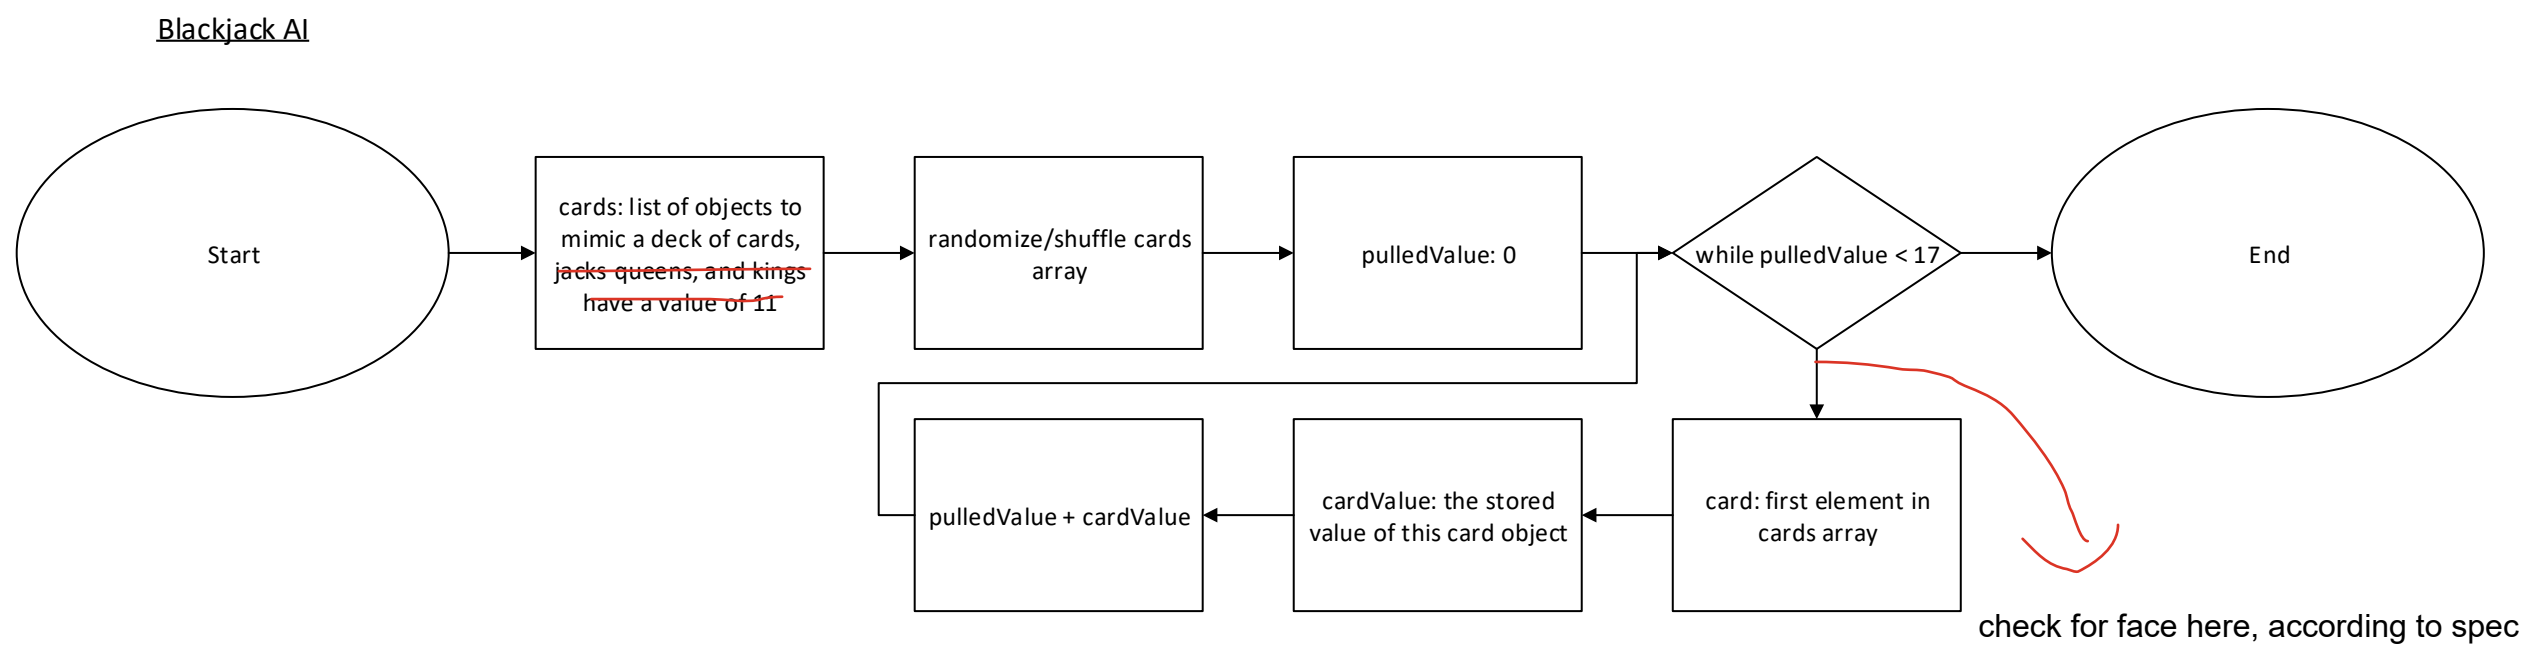 Blackjack AI
Start
cards: list of objects to
mimic a deck of cards,
jacks queens, and kings
have a value of 11
randomize/shuffle cards
array
pulledValue: 0
while pulledValue < 17
End
pulledValue + cardValue
cardValue: the stored
value of this card object
card: first element in
cards array
check for face here, according to spec